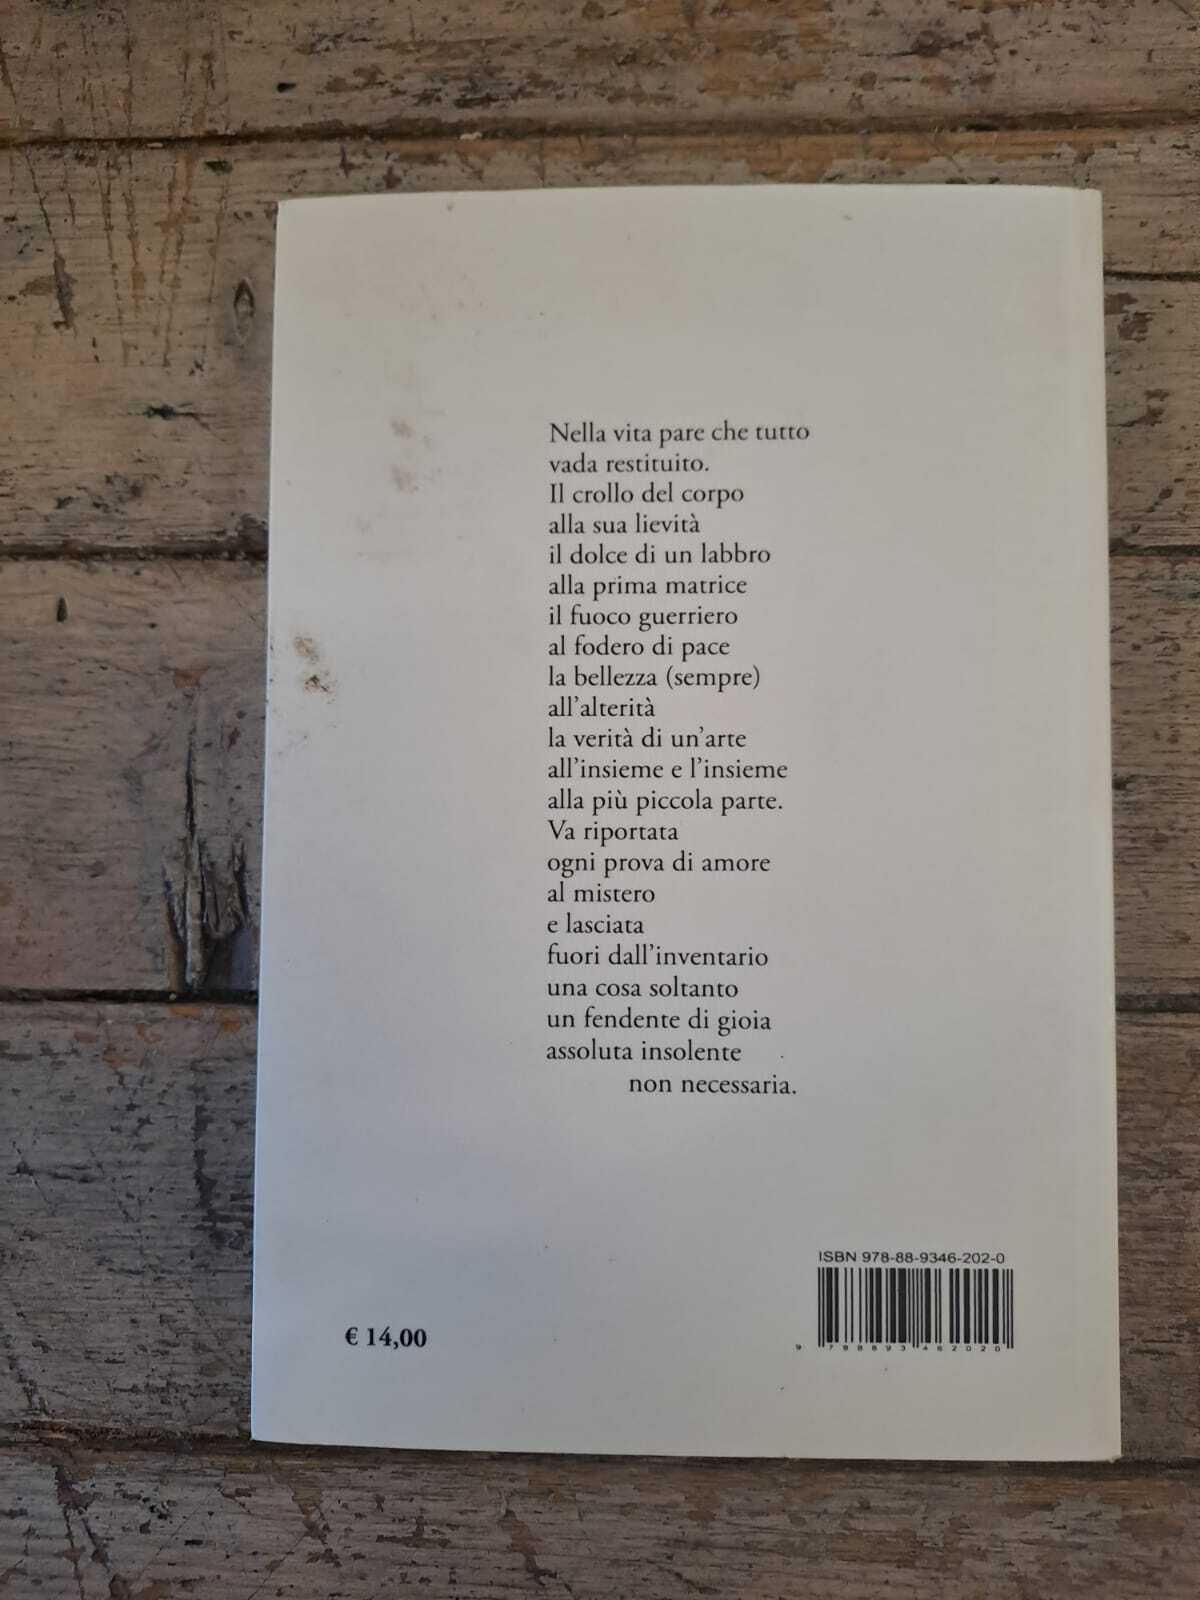 Nella vita pare che tutto
vada restituito.
Il crollo del corpo
alla sua lievità
il dolce di un labbro
alla prima matrice
il fuoco guerriero
al fodero di pace
la bellezza (sempre)
all'alterità
la verità di un'arte
all'insieme e l'insieme
alla più piccola parte.
Va riportata
ogni prova di amore
al mistero
e lasciata
fuori dall'inventario
una cosa soltanto
un fendente di gioia
assoluta insolente
non necessaria.
ISBN 978-88-9346-202-0
9 788893 462020
€ 14,00